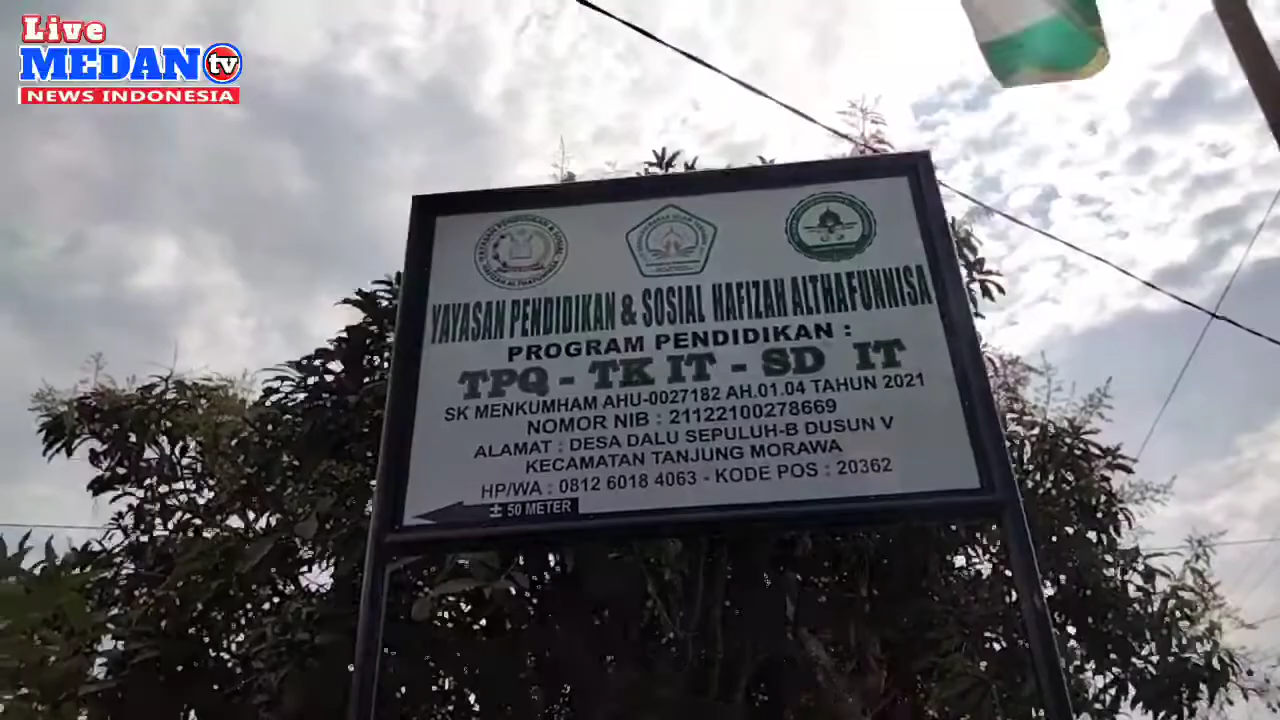 Live
MEDAN tv
NEWS INDONESIA
YAYASAN PENDIDIKAN & SOSIAL HAFIZAH ALTHAFUNNISA
PROGRAM PENDIDIKAN :
TPQ - TK IT - SD IT
SK MENKUMHAM AHU-0027182 AH.01.04 TAHUN 2021
NOMOR NIB : 21122100278669
ALAMAT : DESA DALU SEPULUH-B DUSUN V
KECAMATAN TANJUNG MORAWA
HP/WA : 0812 6018 4063 - KODE POS : 20362
± 50 METER